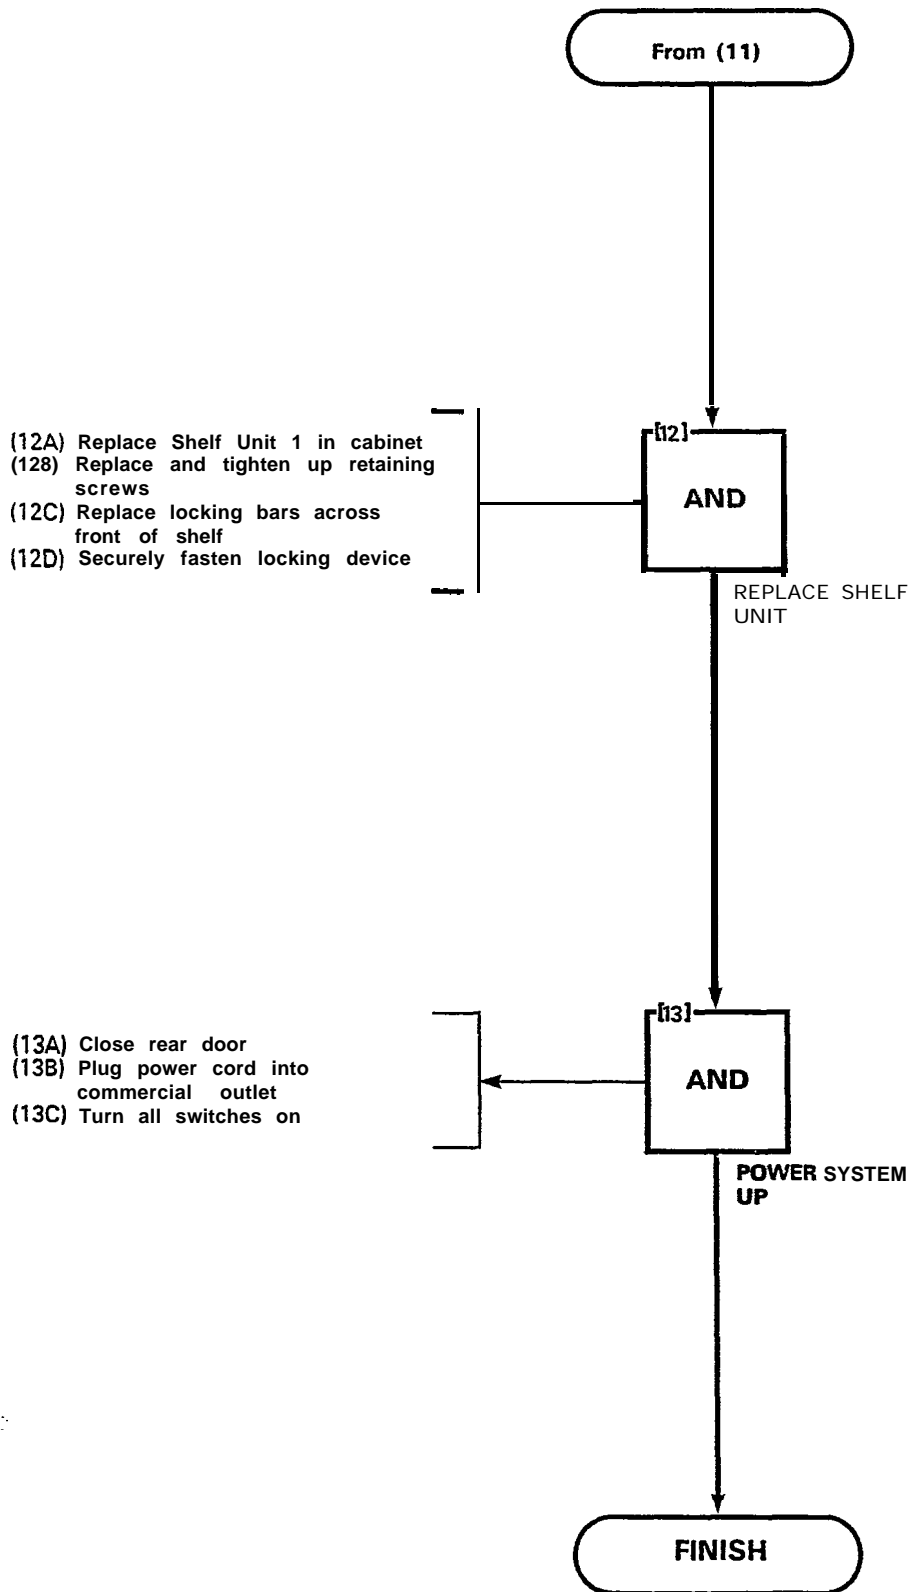 From (11)
(12A) Replace Shelf Unit 1 in cabinet
(128) Replace and tighten up retaining
screws
(12C) Replace locking bars across
front of shelf
(12D) Securely fasten locking device
[12]
AND
REPLACE SHELF
UNIT
(13A) Close rear door
(13B) Plug power cord into
commercial outlet
(13C) Turn all switches on
[13]
AND
POWER SYSTEM
UP
FINISH